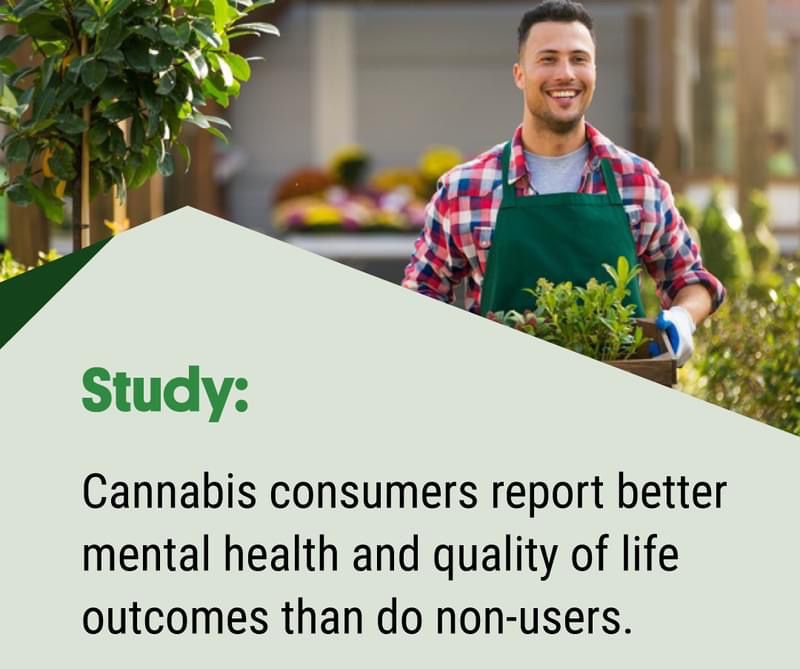 Study:
Cannabis consumers report better
mental health and quality of life
outcomes than do non-users.